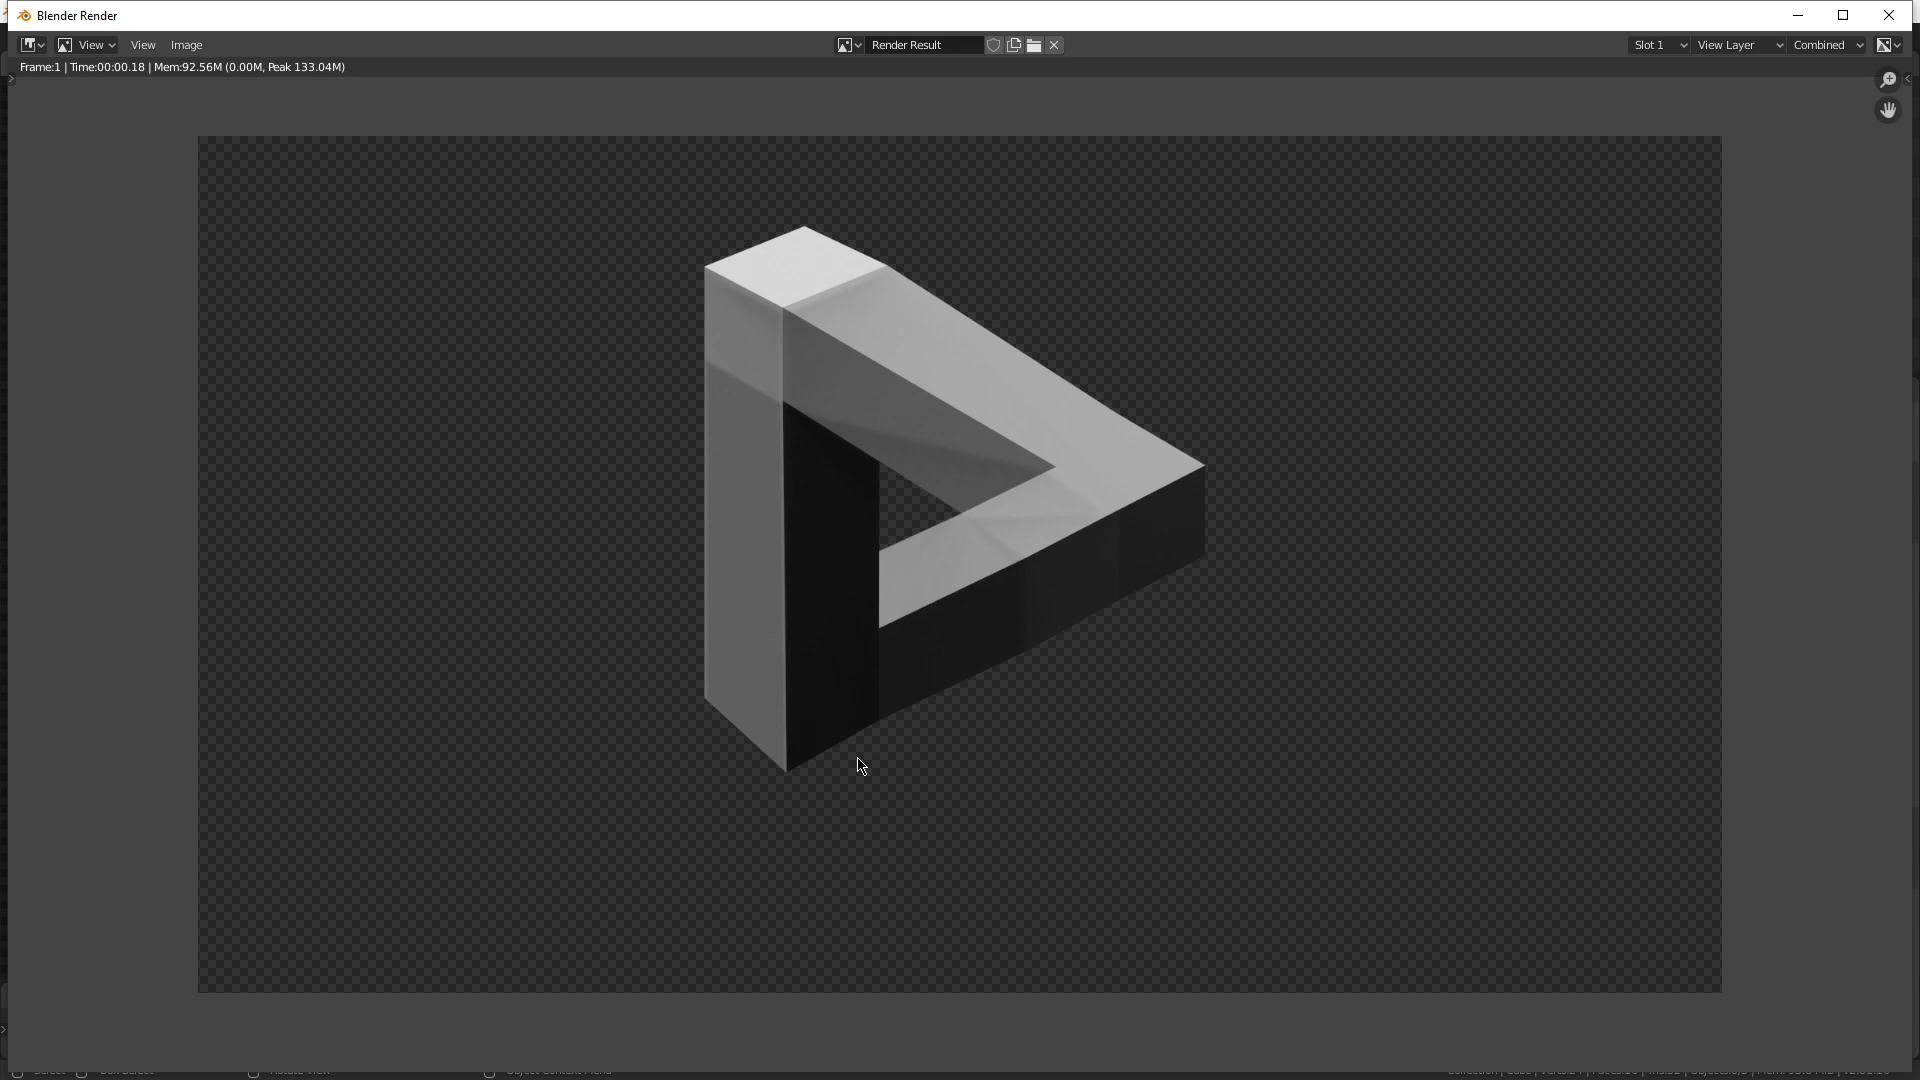 Blender Render
View View Image Render Result Slot 1 View Layer Combined
Frame:1 | Time:00:00.18 | Mem:92.56M (0.00M, Peak 133.04M)